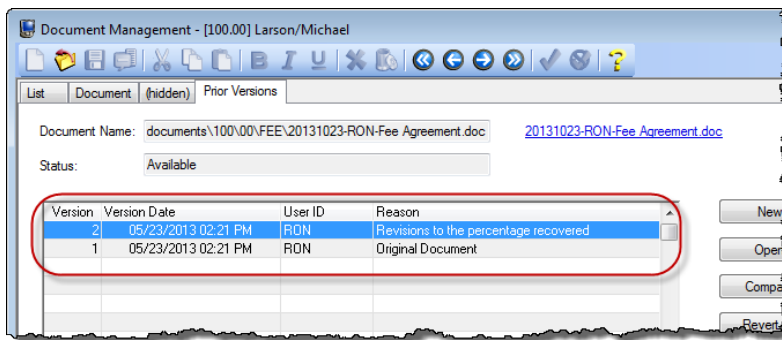 Document Management - [100.00] Larson/Michael
B I U ?
List Document (hidden) Prior Versions
Document Name: documents\100\00\FEE\20131023-RON-Fee Agreement.doc 20131023-RON-Fee Agreement.doc
Status: Available
Version Version Date User ID Reason
2 05/23/2013 02:21 PM RON Revisions to the percentage recovered
1 05/23/2013 02:21 PM RON Original Document
New
Open
Compa
Revert